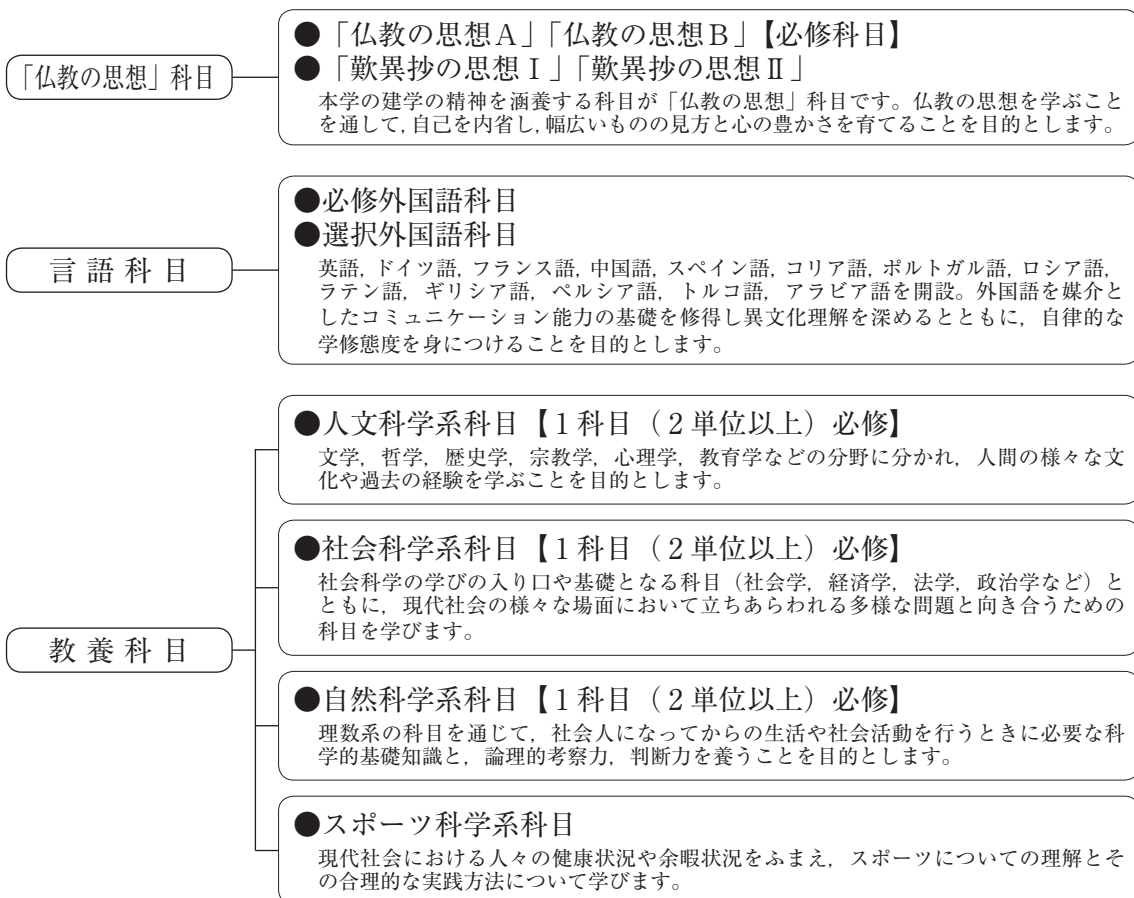 「仏教の思想」科目
●「仏教の思想A」「仏教の思想B」【必修科目】
●「歎異抄の思想Ⅰ」「歎異抄の思想Ⅱ」
本学の建学の精神を涵養する科目が「仏教の思想」科目です。仏教の思想を学ぶこと
を通して,自己を内省し,幅広いものの見方と心の豊かさを育てることを目的とします。
言語科目
●必修外国語科目
●選択外国語科目
英語,ドイツ語,フランス語,中国語,スペイン語,コリア語,ポルトガル語,ロシア語,
ラテン語,ギリシア語,ペルシア語,トルコ語,アラビア語を開設。外国語を媒介と
したコミュニケーション能力の基礎を修得し異文化理解を深めるとともに,自律的な
学修態度を身につけることを目的とします。
教養科目
●人文科学系科目【1科目(2単位以上)必修】
文学,哲学,歴史学,宗教学,心理学,教育学などの分野に分かれ,人間の様々な文
化や過去の経験を学ぶことを目的とします。
●社会科学系科目【1科目(2単位以上)必修】
社会科学の学びの入り口や基礎となる科目(社会学,経済学,法学,政治学など)と
ともに,現代社会の様々な場面において立ちあらわれる多様な問題と向き合うための
科目を学びます。
●自然科学系科目【1科目(2単位以上)必修】
理数系の科目を通じて,社会人になってからの生活や社会活動を行うときに必要な科
学的基礎知識と,論理的考察力,判断力を養うことを目的とします。
●スポーツ科学系科目
現代社会における人々の健康状況や余暇状況をふまえ,スポーツについての理解とそ
の合理的な実践方法について学びます。